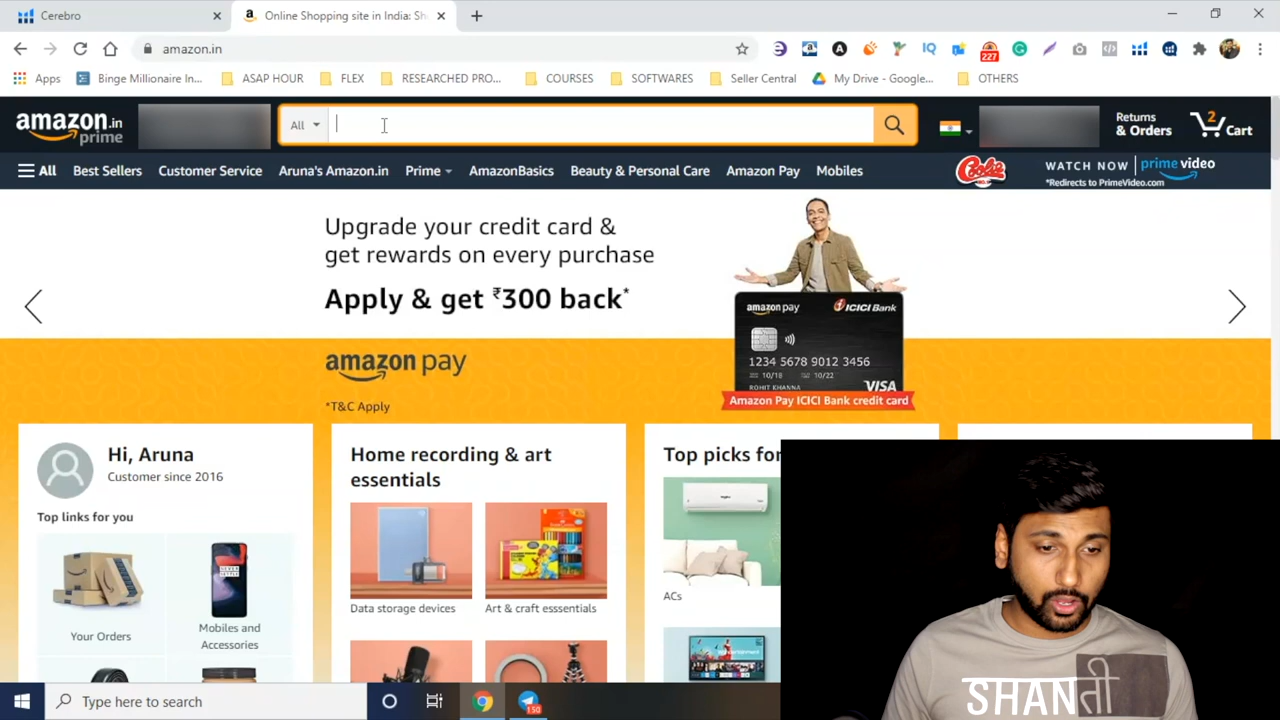 Cerebro
Online Shopping site in India: Sh
amazon.in
227
Apps
Binge Millionaire In...
ASAP HOUR
FLEX
RESEARCHED PRO...
COURSES
SOFTWARES
Seller Central
My Drive - Google...
OTHERS
amazon.in
prime
All
Returns
& Orders
2
Cart
All
Best Sellers
Customer Service
Aruna's Amazon.in
Prime
AmazonBasics
Beauty & Personal Care
Amazon Pay
Mobiles
Coolie
WATCH NOW
prime video
*Redirects to PrimeVideo.com
Upgrade your credit card &
get rewards on every purchase
Apply & get ₹300 back*
amazon pay
*T&C Apply
amazon pay
ICICI Bank
1234 5678 9012 3456
10/18
10/22
ROHIT KHANNA
VISA
Amazon Pay ICICI Bank credit card
Hi, Aruna
Customer since 2016
Top links for you
Your Orders
Mobiles and
Accessories
Home recording & art
essentials
Data storage devices
Art & craft esssentials
Top picks for
ACs
SHANती
Type here to search
150